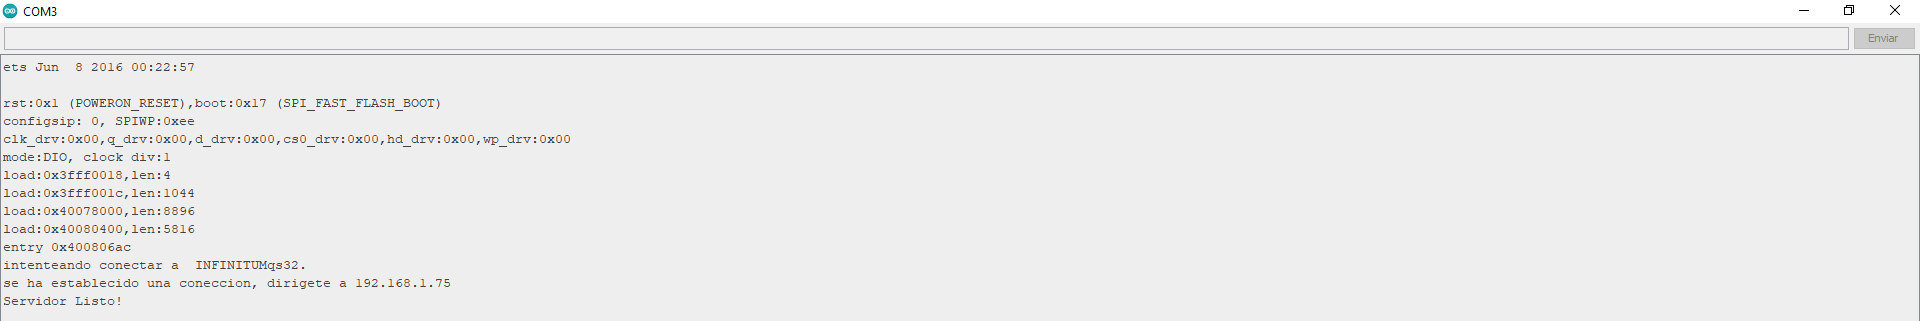 COM3
Enviar
ets Jun  8 2016 00:22:57
rst:0x1 (POWERON_RESET),boot:0x17 (SPI_FAST_FLASH_BOOT)
configsip: 0, SPIWP:0xee
clk_drv:0x00,q_drv:0x00,d_drv:0x00,cs0_drv:0x00,hd_drv:0x00,wp_drv:0x00
mode:DIO, clock div:1
load:0x3fff0018,len:4
load:0x3fff001c,len:1044
load:0x40078000,len:8896
load:0x40080400,len:5816
entry 0x400806ac
intenteando conectar a  INFINITUMqs32.
se ha establecido una coneccion, dirigete a 192.168.1.75
Servidor Listo!